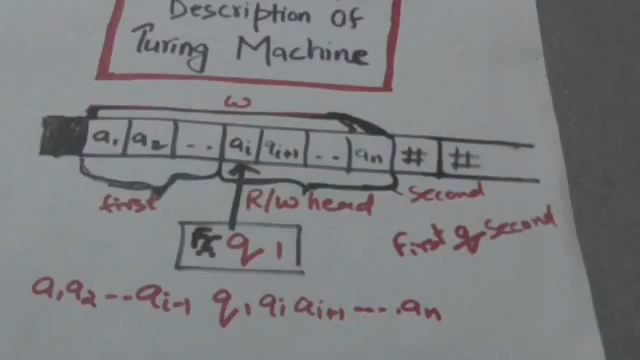 Description Of
Turing Machine
w
a1 a2 .. ai ai+1 .. an # #
first R/w head second
q1
first q second
a1a2--ai-1 q1 ai ai+1 ----.an